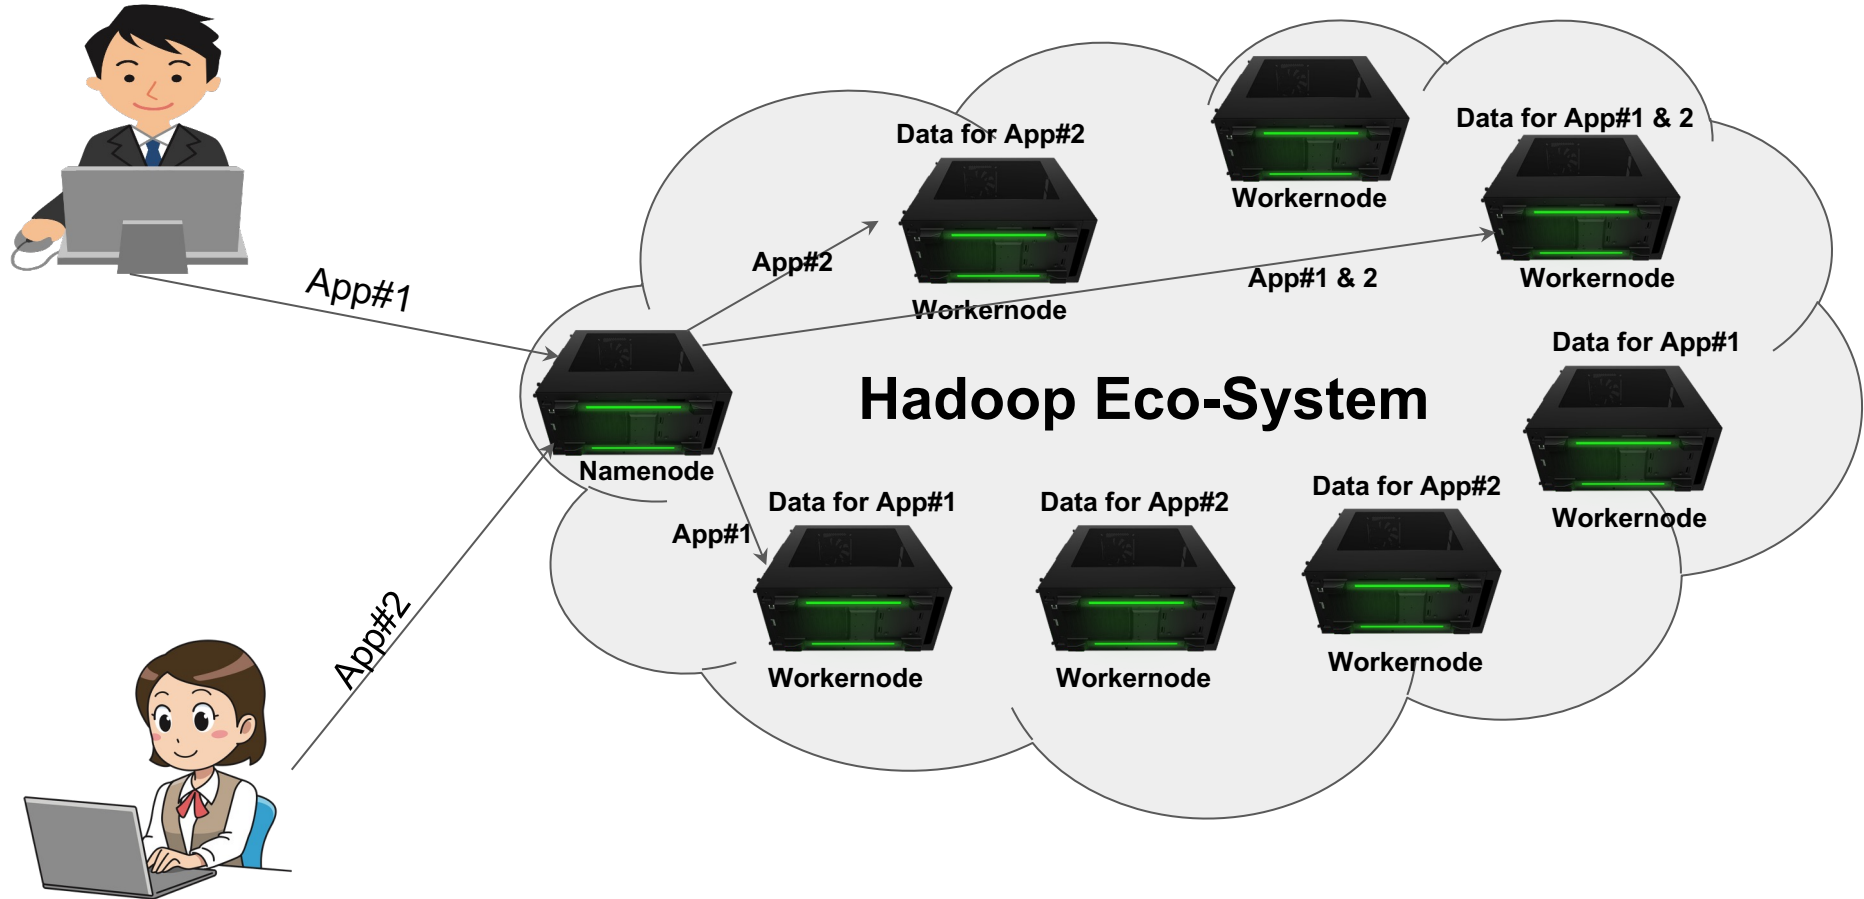 Data for App#2
Workernode
Data for App#1 & 2
Workernode
App#1
App#2
App#1 & 2
Workernode
Data for App#1
Hadoop Eco-System
Namenode
Workernode
App#1
Data for App#1
Data for App#2
Data for App#2
Workernode
Workernode
Workernode
App#2